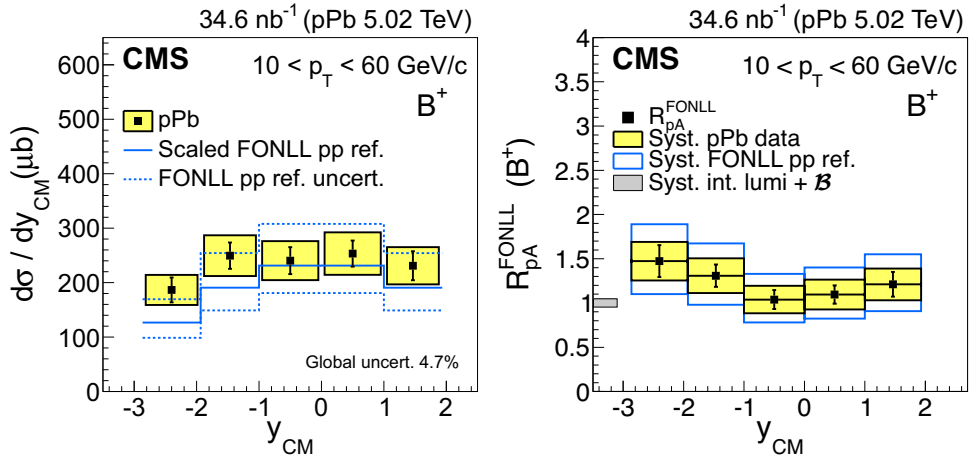 34.6 nb⁻¹ (pPb 5.02 TeV)
CMS
10 < p_T < 60 GeV/c
B⁺
pPb
Scaled FONLL pp ref.
FONLL pp ref. uncert.
Global uncert. 4.7%
dσ / dy_CM(μb)
600
500
400
300
200
100
0
-3 -2 -1 0 1 2
y_CM
34.6 nb⁻¹ (pPb 5.02 TeV)
CMS
10 < p_T < 60 GeV/c
B⁺
R_pA^FONLL
Syst. pPb data
Syst. FONLL pp ref.
Syst. int. lumi + ℬ
R_pA^FONLL (B⁺)
4
3.5
3
2.5
2
1.5
1
0.5
0
-3 -2 -1 0 1 2
y_CM